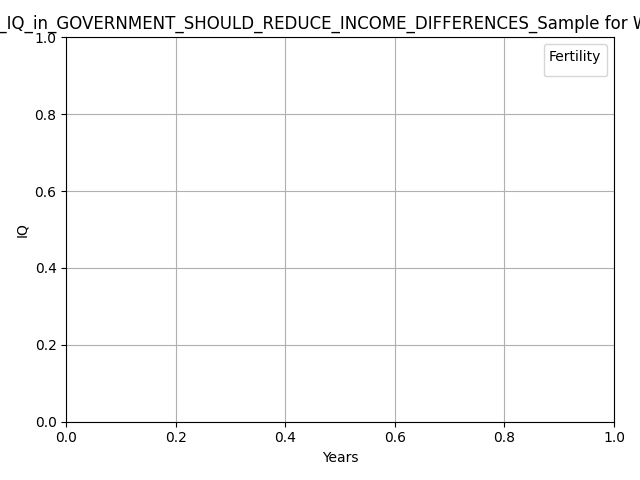 _IQ_in_GOVERNMENT_SHOULD_REDUCE_INCOME_DIFFERENCES_Sample for W
Fertility
1.0
0.8
0.6
0.4
0.2
0.0
IQ
0.0 0.2 0.4 0.6 0.8 1.0
Years